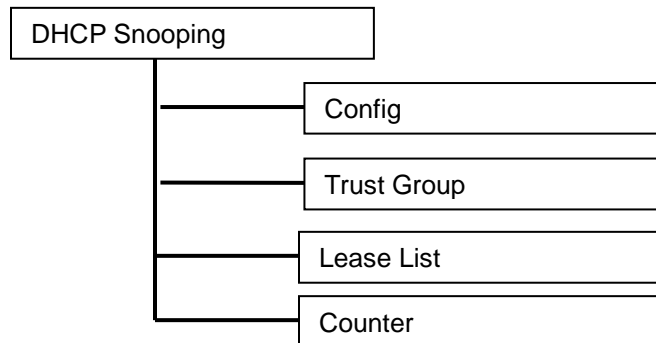 DHCP Snooping
Config
Trust Group
Lease List
Counter